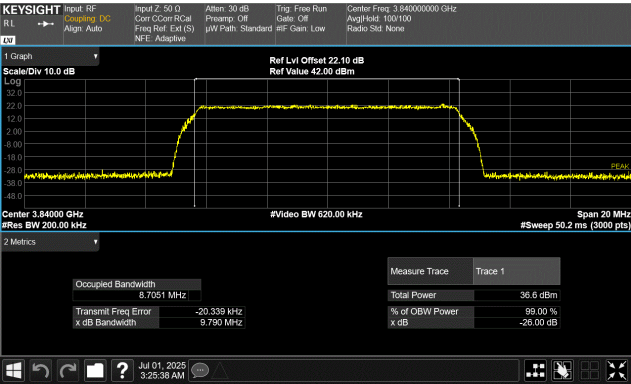 KEYSIGHT Input: RF Input Z: 50 Ω Atten: 30 dB Trig: Free Run Center Freq: 3.840000000 GHz
RL Coupling: DC Corr CCorr RCal Preamp: Off Gate: Off Avg|Hold: 100/100
Align: Auto Freq Ref: Ext (S) µW Path: Standard #IF Gain: Low Radio Std: None
LXI NFE: Adaptive
1 Graph
Ref Lvl Offset 22.10 dB
Scale/Div 10.0 dB Ref Value 42.00 dBm
Log
32.0
22.0
12.0
2.00
-8.00
-18.0
PEAK
-28.0
-38.0
-48.0
Center 3.84000 GHz #Video BW 620.00 kHz Span 20 MHz
#Res BW 200.00 kHz #Sweep 50.2 ms (3000 pts)
2 Metrics
Measure Trace Trace 1
Occupied Bandwidth
8.7051 MHz Total Power 36.6 dBm
Transmit Freq Error -20.339 kHz % of OBW Power 99.00 %
x dB Bandwidth 9.790 MHz x dB -26.00 dB
? Jul 01, 2025
3:25:38 AM